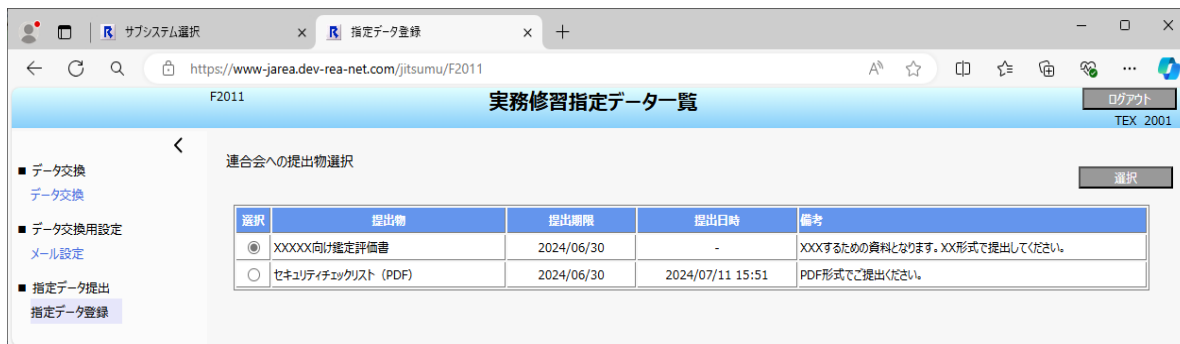 サブシステム選択
指定データ登録
https://www-jarea.dev-rea-net.com/jitsumu/F2011
F2011
実務修習指定データ一覧
ログアウト
TEX 2001
■ データ交換
データ交換
■ データ交換用設定
メール設定
■ 指定データ提出
指定データ登録
連合会への提出物選択
選択
選択 提出物 提出期限 提出日時 備考
XXXXX向け鑑定評価書 2024/06/30 - XXXするための資料となります。XX形式で提出してください。
セキュリティチェックリスト（PDF） 2024/06/30 2024/07/11 15:51 PDF形式でご提出ください。